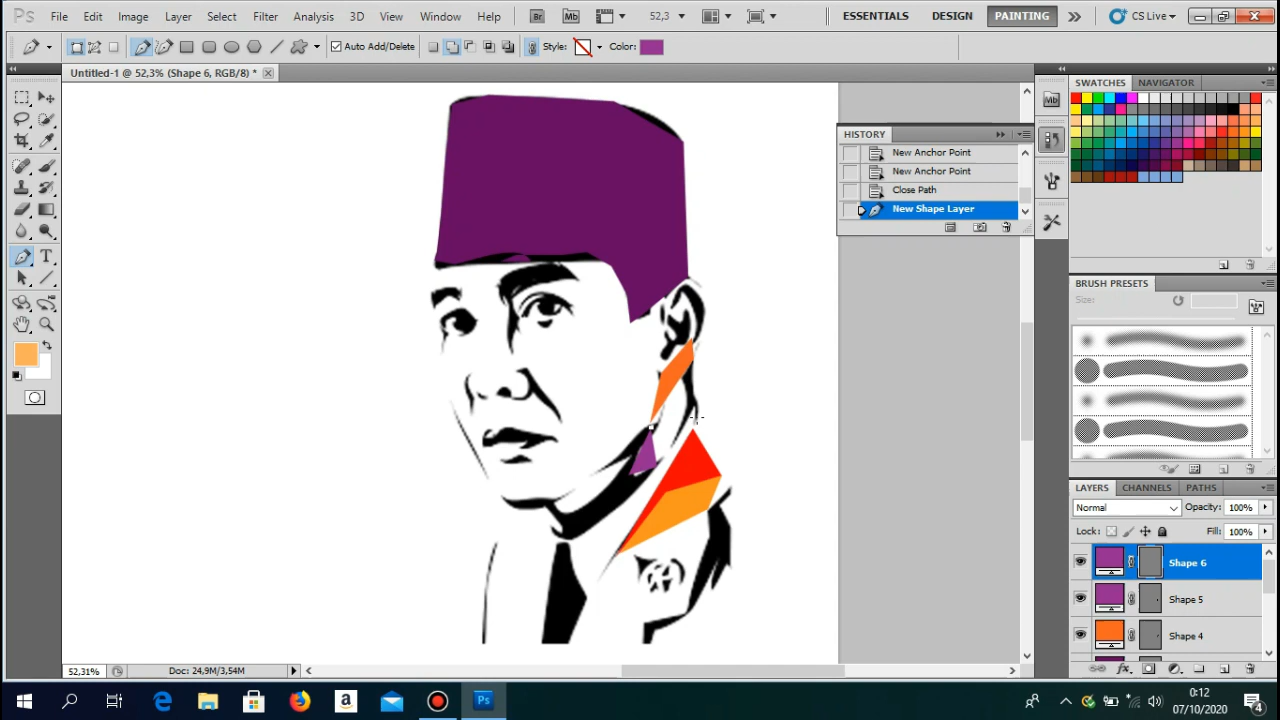 Ps
File Edit Image Layer Select Filter Analysis 3D View Window Help
Br Mb 52,3
ESSENTIALS DESIGN PAINTING CS Live
Auto Add/Delete Style: Color:
Untitled-1 @ 52,3% (Shape 6, RGB/8) * x
HISTORY
New Anchor Point
New Anchor Point
Close Path
New Shape Layer
Mb
SWATCHES NAVIGATOR
BRUSH PRESETS
Size:
LAYERS CHANNELS PATHS
Normal Opacity: 100%
Lock: Fill: 100%
Shape 6
Shape 5
Shape 4
52,31% Doc: 24,9M/3,54M
0:12
07/10/2020
4